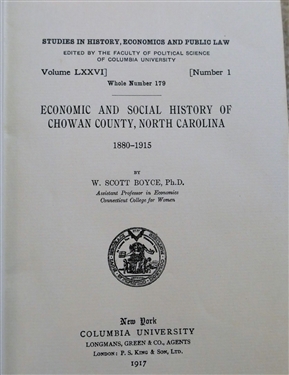 STUDIES IN HISTORY, ECONOMICS AND PUBLIC LAW
EDITED BY THE FACULTY OF POLITICAL SCIENCE
OF COLUMBIA UNIVERSITY
Volume LXXVI] [Number 1
Whole Number 179
ECONOMIC AND SOCIAL HISTORY OF
CHOWAN COUNTY, NORTH CAROLINA
1880–1915
BY
W. SCOTT BOYCE, Ph.D.
Assistant Professor in Economics
Connecticut College for Women
New York
COLUMBIA UNIVERSITY
LONGMANS, GREEN & CO., AGENTS
LONDON: P. S. KING & SON, LTD.
1917